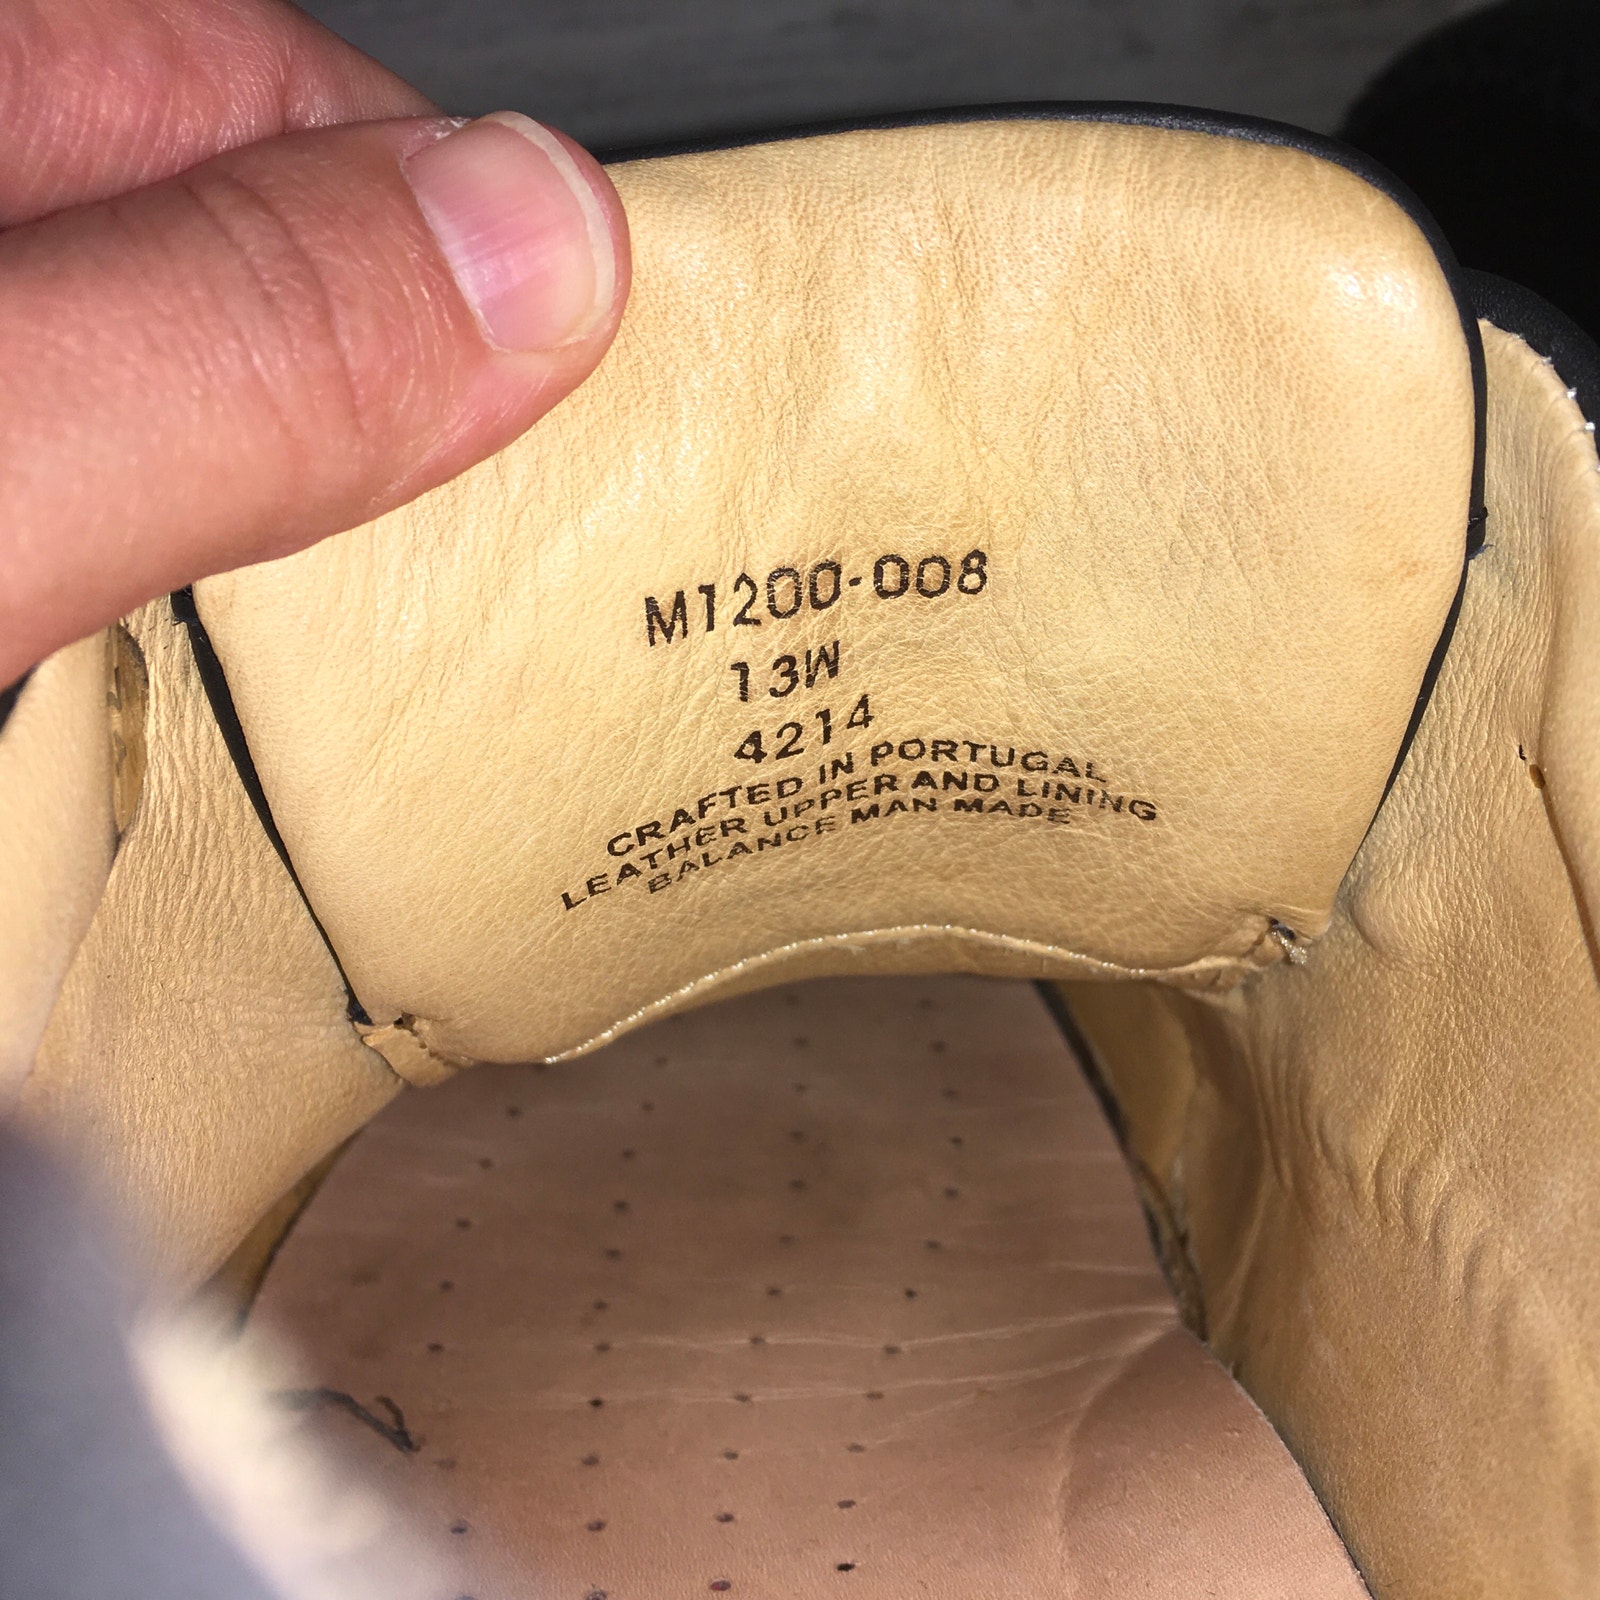 M1200-008
13W
4214
CRAFTED IN PORTUGAL
LEATHER UPPER AND LINING
BALANCE MAN MADE